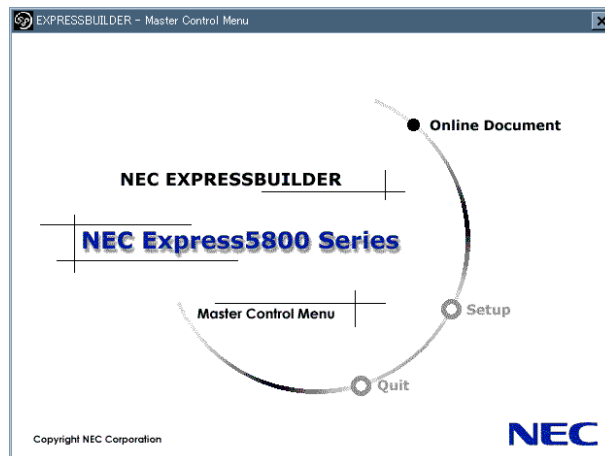 EXPRESSBUILDER - Master Control Menu
Online Document
NEC EXPRESSBUILDER
NEC Express5800 Series
Master Control Menu
Setup
Quit
Copyright NEC Corporation
NEC